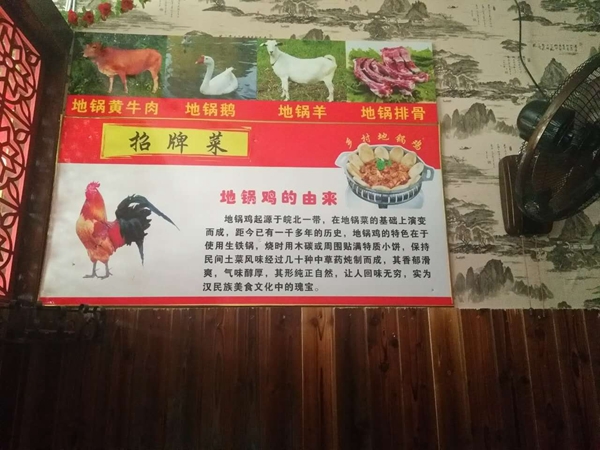 地锅黄牛肉 地锅鹅 地锅羊 地锅排骨
招牌菜
乡村地锅鸡
地锅鸡的由来
地锅鸡起源于皖北一带，在地锅菜的基础上演变
而成，距今已有一千多年的历史，地锅鸡的特色在于
使用生铁锅，烧时用木碳或周围贴满特质小饼，保持
民间土菜风味经过几十种中草药炖制而成，其香郁滑
爽，气味醇厚，其形纯正自然，让人回味无穷，实为
汉民族美食文化中的瑰宝。